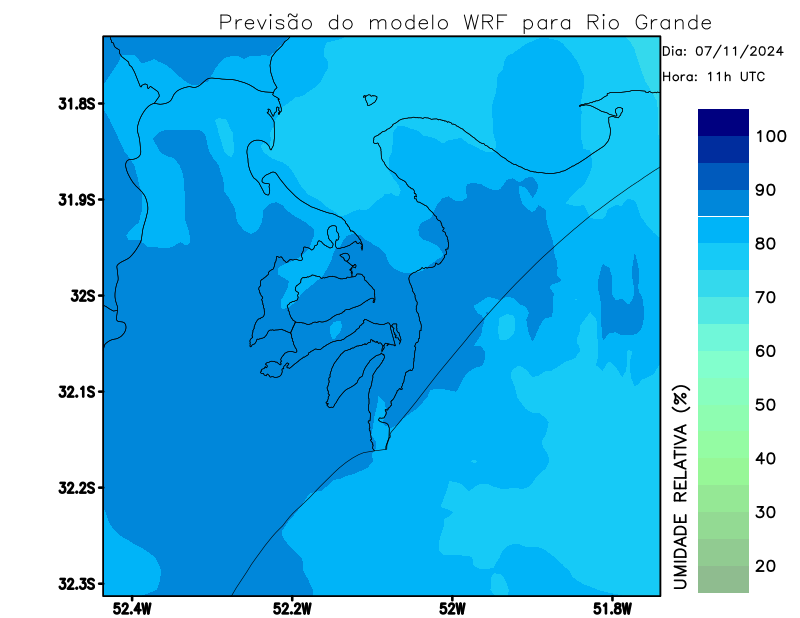 Previsão do modelo WRF para Rio Grande
Dia: 07/11/2024
Hora: 11h UTC
31.8S
31.9S
32S
32.1S
32.2S
32.3S
52.4W
52.2W
52W
51.8W
UMIDADE RELATIVA (%)
100
90
80
70
60
50
40
30
20